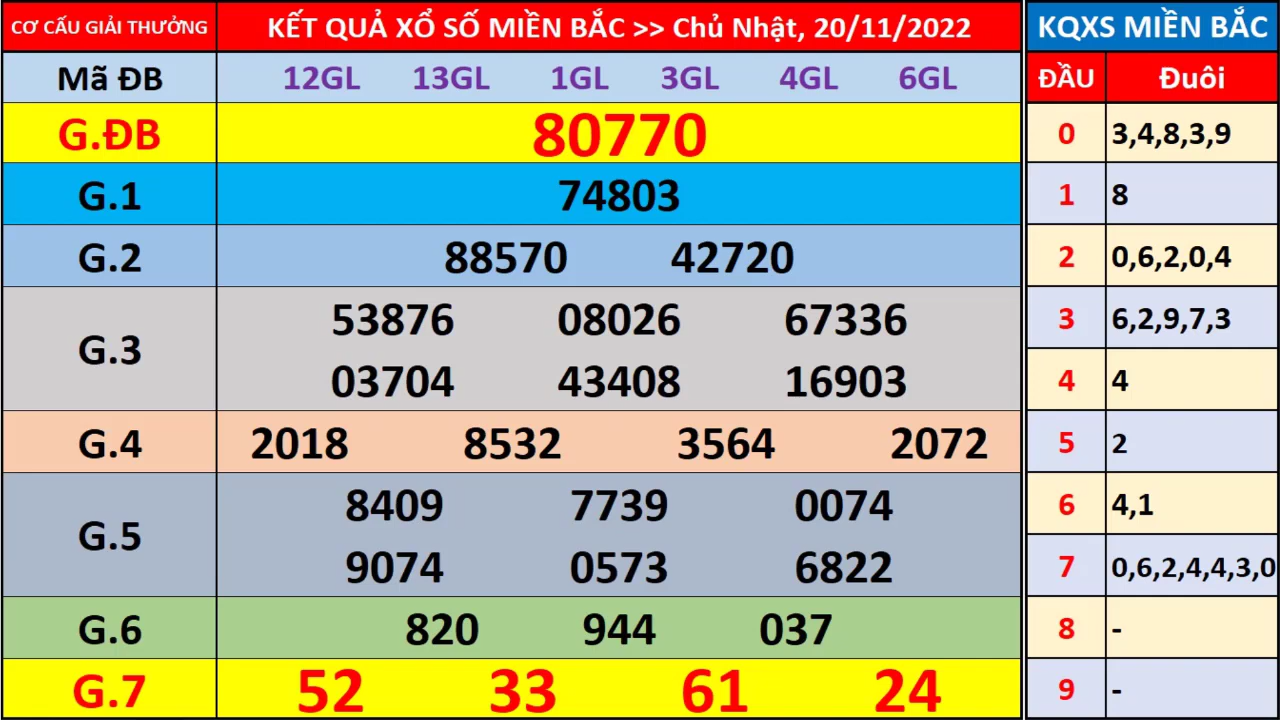 CƠ CẤU GIẢI THƯỞNG
KẾT QUẢ XỔ SỐ MIỀN BẮC >> Chủ Nhật, 20/11/2022
Mã ĐB 12GL 13GL 1GL 3GL 4GL 6GL
G.ĐB 80770
G.1 74803
G.2 88570 42720
G.3 53876 08026 67336
03704 43408 16903
G.4 2018 8532 3564 2072
G.5 8409 7739 0074
9074 0573 6822
G.6 820 944 037
G.7 52 33 61 24
KQXS MIỀN BẮC
ĐẦU Đuôi
0 3,4,8,3,9
1 8
2 0,6,2,0,4
3 6,2,9,7,3
4 4
5 2
6 4,1
7 0,6,2,4,4,3,0
8 -
9 -